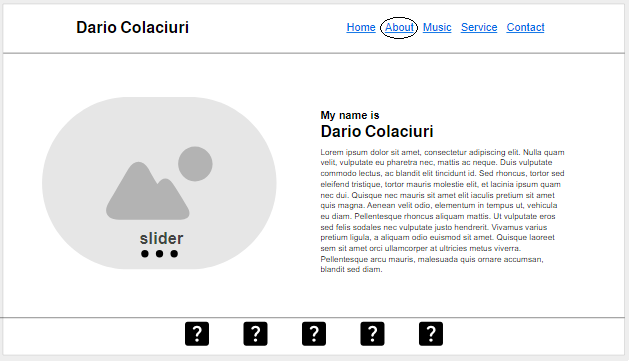 Dario Colaciuri
Home About Music Service Contact
My name is
Dario Colaciuri
Lorem ipsum dolor sit amet, consectetur adipiscing elit. Nulla quam
velit, vulputate eu pharetra nec, mattis ac neque. Duis vulputate
commodo lectus, ac blandit elit tincidunt id. Sed rhoncus, tortor sed
eleifend tristique, tortor mauris molestie elit, et lacinia ipsum quam
nec dui. Quisque nec mauris sit amet elit iaculis pretium sit amet
quis magna. Aenean velit odio, elementum in tempus ut, vehicula
eu diam. Pellentesque rhoncus aliquam mattis. Ut vulputate eros
sed felis sodales nec vulputate justo hendrerit. Vivamus varius
pretium ligula, a aliquam odio euismod sit amet. Quisque laoreet
sem sit amet orci ullamcorper at ultricies metus viverra.
Pellentesque arcu mauris, malesuada quis ornare accumsan,
blandit sed diam.
slider
? ? ? ? ?